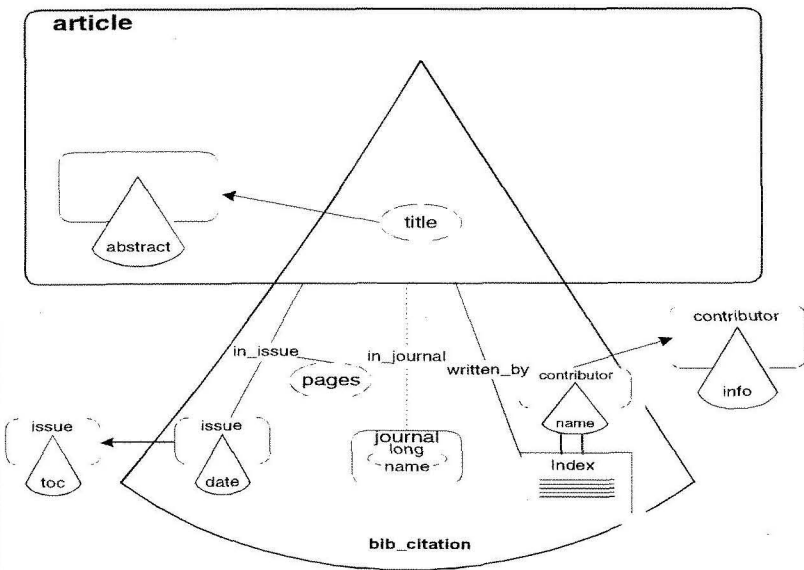 article
abstract
title
contributor
in_issue
in_journal
written_by
contributor
pages
info
issue
issue
journal
long
name
name
Index
toc
date
bib_citation